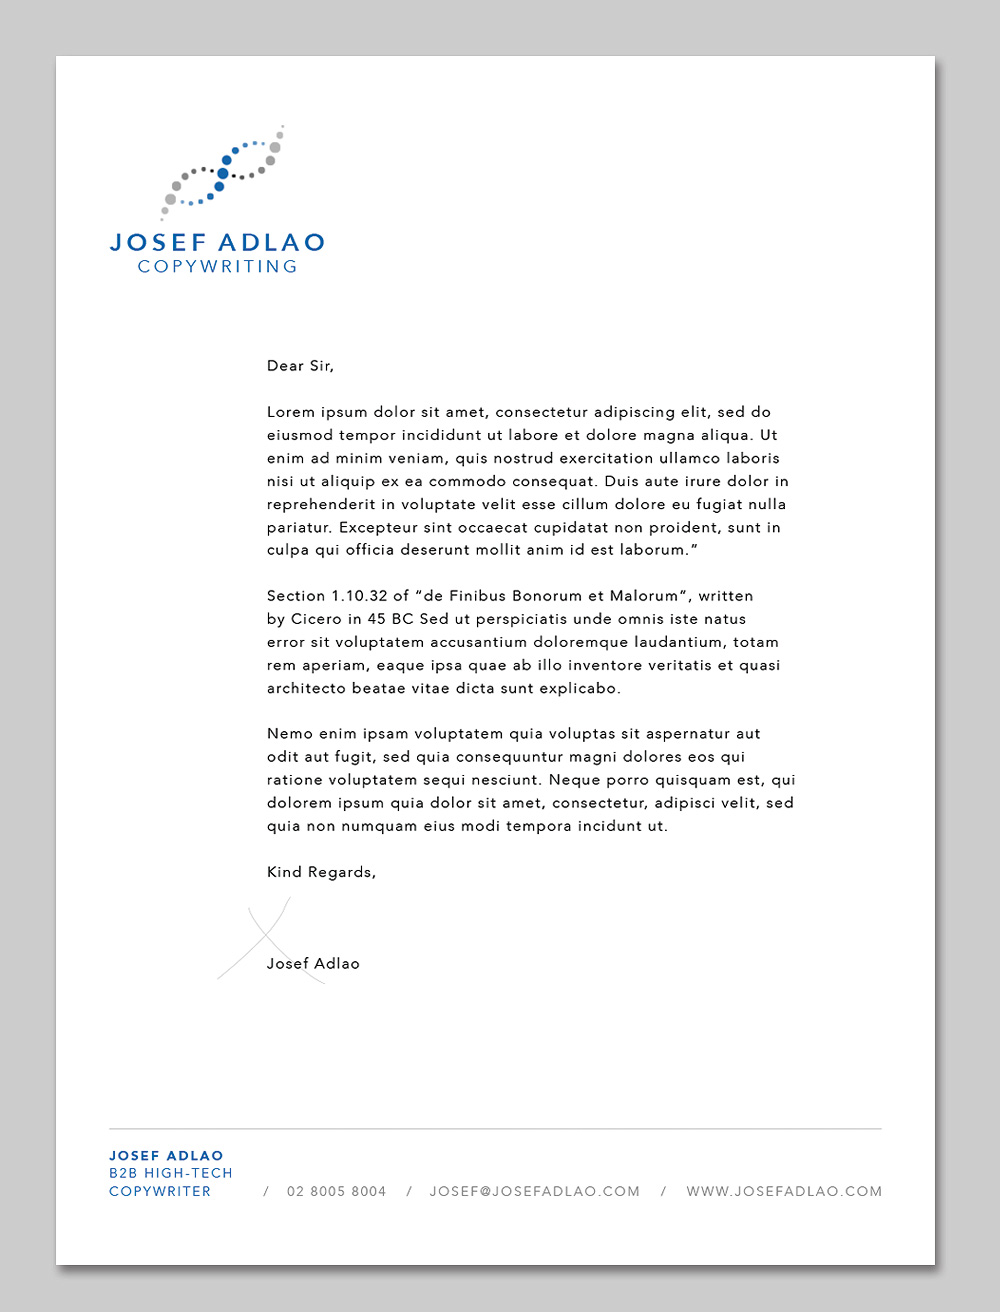 JOSEF ADLAO
COPYWRITING
Dear Sir,
Lorem ipsum dolor sit amet, consectetur adipiscing elit, sed do
eiusmod tempor incididunt ut labore et dolore magna aliqua. Ut
enim ad minim veniam, quis nostrud exercitation ullamco laboris
nisi ut aliquip ex ea commodo consequat. Duis aute irure dolor in
reprehenderit in voluptate velit esse cillum dolore eu fugiat nulla
pariatur. Excepteur sint occaecat cupidatat non proident, sunt in
culpa qui officia deserunt mollit anim id est laborum.”
Section 1.10.32 of “de Finibus Bonorum et Malorum”, written
by Cicero in 45 BC Sed ut perspiciatis unde omnis iste natus
error sit voluptatem accusantium doloremque laudantium, totam
rem aperiam, eaque ipsa quae ab illo inventore veritatis et quasi
architecto beatae vitae dicta sunt explicabo.
Nemo enim ipsam voluptatem quia voluptas sit aspernatur aut
odit aut fugit, sed quia consequuntur magni dolores eos qui
ratione voluptatem sequi nesciunt. Neque porro quisquam est, qui
dolorem ipsum quia dolor sit amet, consectetur, adipisci velit, sed
quia non numquam eius modi tempora incidunt ut.
Kind Regards,
Josef Adlao
JOSEF ADLAO
B2B HIGH-TECH
COPYWRITER / 02 8005 8004 / JOSEF@JOSEFADLAO.COM / WWW.JOSEFADLAO.COM